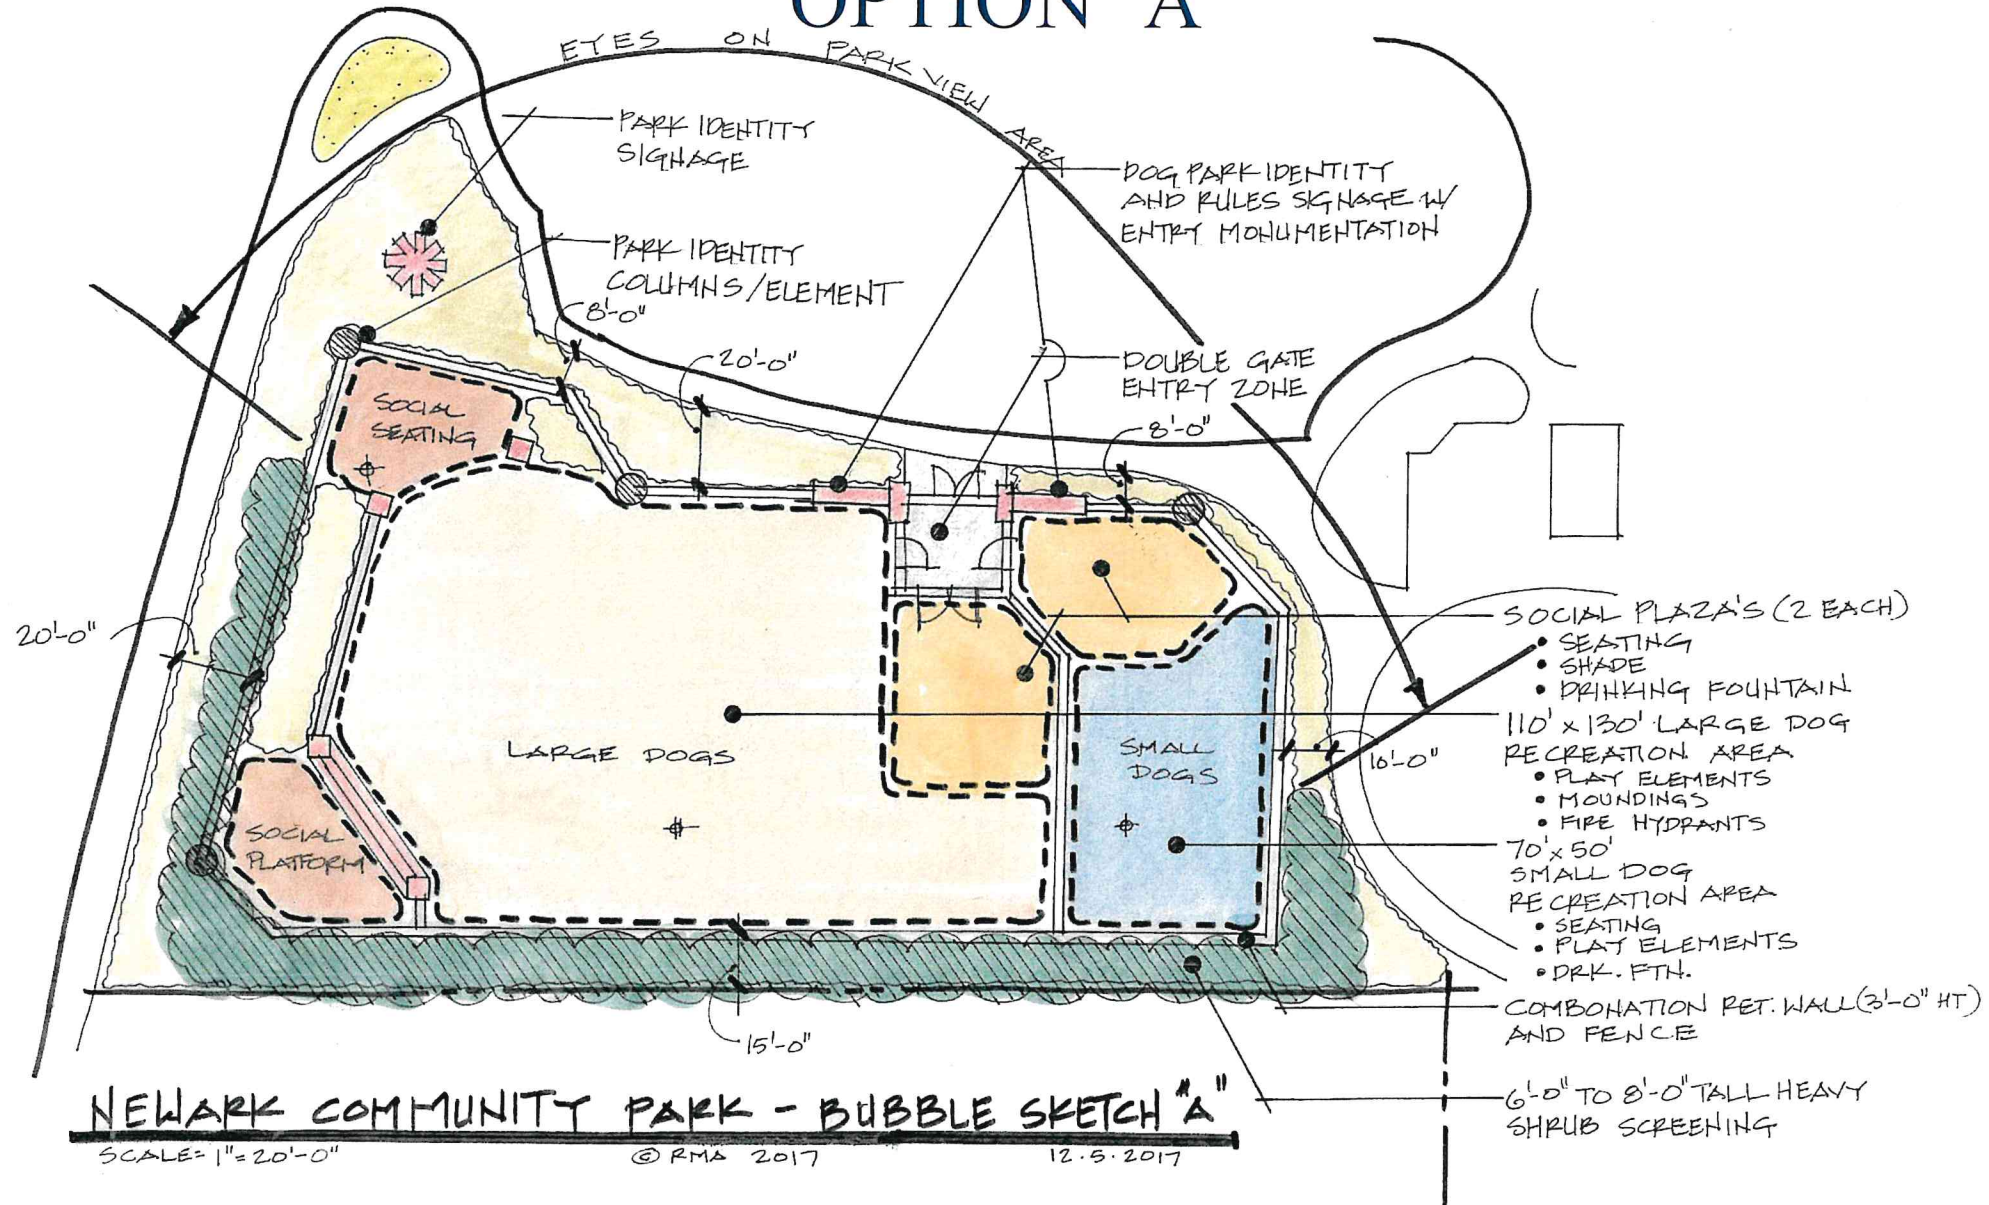 OPTION "A"
EYES ON PARK VIEW AREA
PARK IDENTITY
SIGNAGE
DOG PARK IDENTITY
AND RULES SIGNAGE W/
ENTRY MONUMENTATION
PARK IDENTITY
COLUMNS/ELEMENT
8'-0"
20'-0"
DOUBLE GATE
ENTRY ZONE
8'-0"
SOCIAL
SEATING
20'-0"
SOCIAL PLAZA'S (2 EACH)
• SEATING
• SHADE
• DRINKING FOUNTAIN
110' x 130' LARGE DOG
RECREATION AREA
• PLAY ELEMENTS
• MOUNDINGS
• FIRE HYDRANTS
LARGE DOGS
SMALL
DOGS
10'-0"
SOCIAL
PLATFORM
70' x 50'
SMALL DOG
RECREATION AREA
• SEATING
• PLAY ELEMENTS
• DRK. FTN.
COMBONATION RET. WALL (3'-0" HT)
AND FENCE
15'-0"
6'-0" TO 8'-0" TALL HEAVY
SHRUB SCREENING
NEWARK COMMUNITY PARK - BUBBLE SKETCH "A"
SCALE= 1"=20'-0"
© RMA 2017
12.5.2017